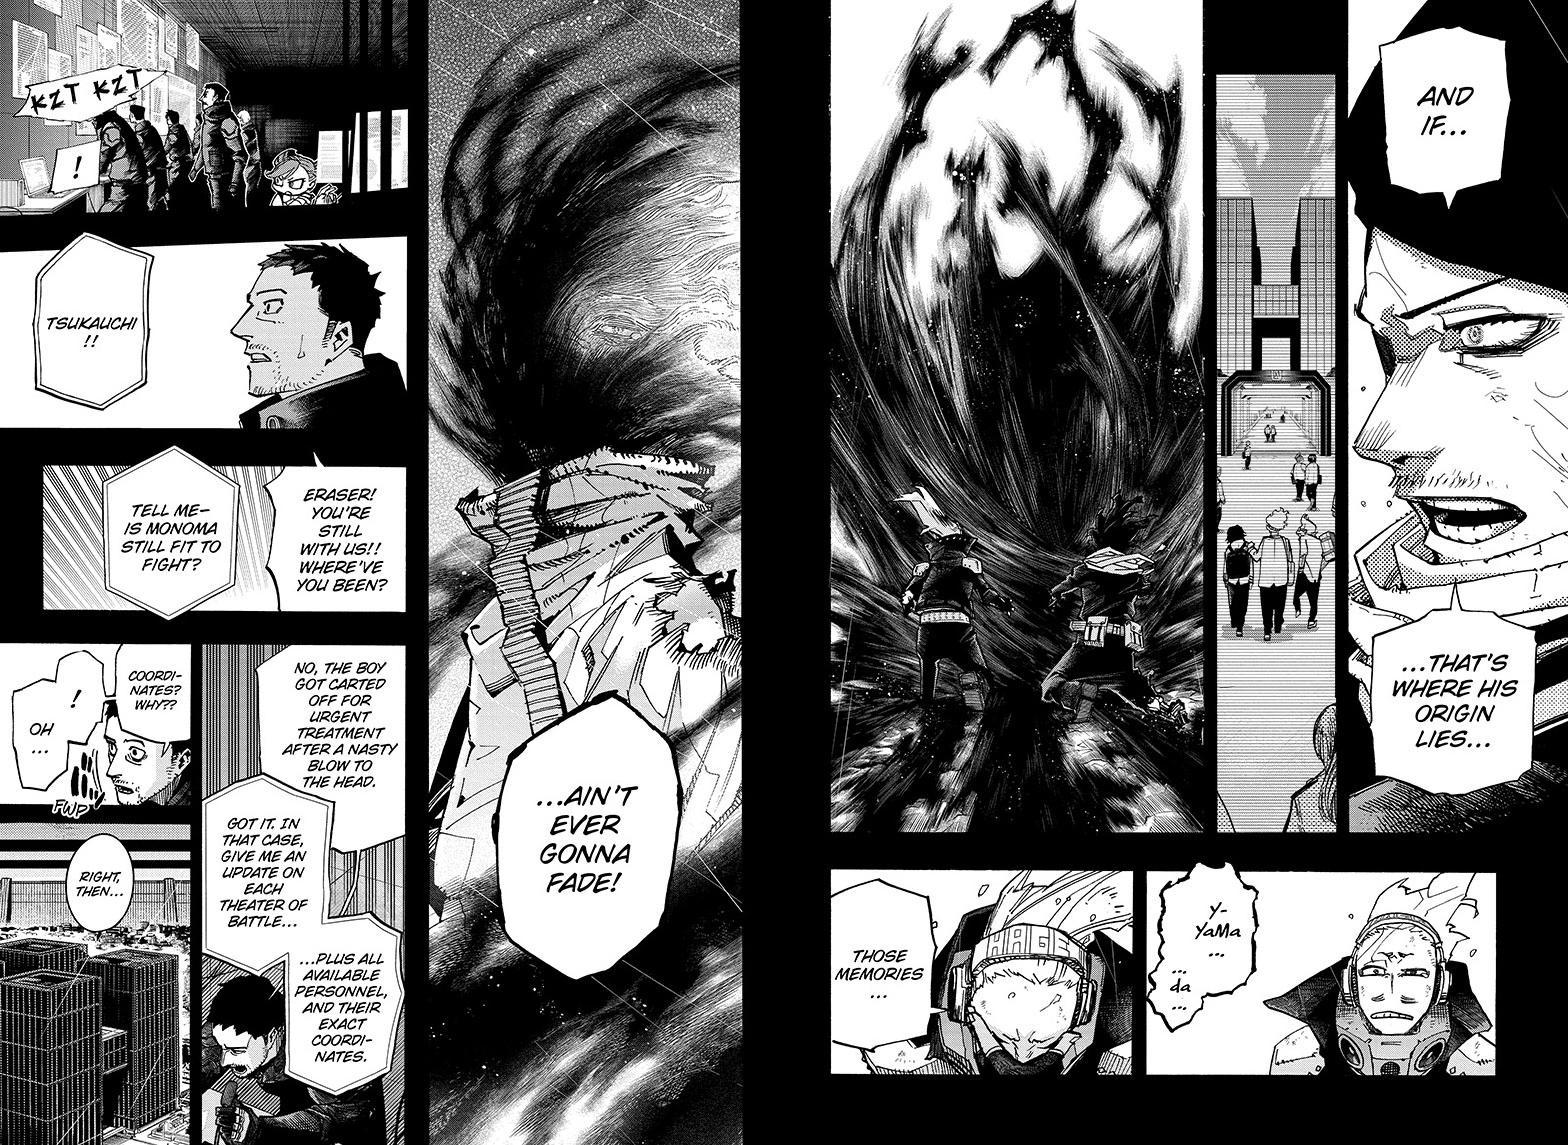 AND
IF...
...THAT'S
WHERE HIS
ORIGIN
LIES...
Y-
YaMa
...
...
da
...
THOSE
MEMORIES
...
HAGE
...AIN'T
EVER
GONNA
FADE!
KZT KZT
!
TSUKAUCHI
!!
ERASER!
YOU'RE
STILL
WITH US!!
WHERE'VE
YOU BEEN?
TELL ME—
IS MONOMA
STILL FIT TO
FIGHT?
NO, THE BOY
GOT CARTED
OFF FOR
URGENT
TREATMENT
AFTER A NASTY
BLOW TO
THE HEAD.
GOT IT. IN
THAT CASE,
GIVE ME AN
UPDATE ON
EACH
THEATER OF
BATTLE...
...PLUS ALL
AVAILABLE
PERSONNEL,
AND THEIR
EXACT
COORDI-
NATES.
COORDI-
NATES?
WHY??
!
OH
...
FWP
RIGHT,
THEN...